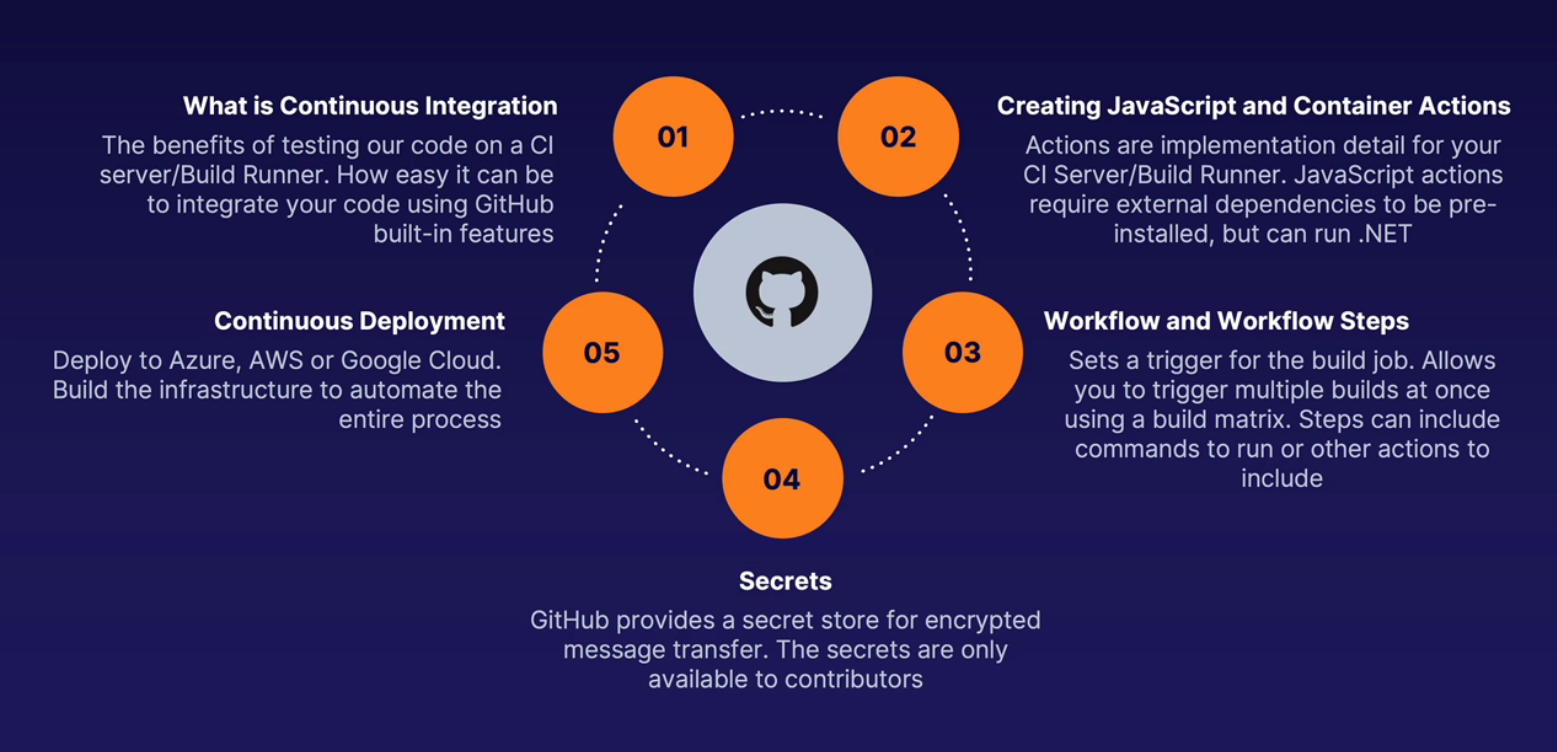 01
What is Continuous Integration
The benefits of testing our code on a CI
server/Build Runner. How easy it can be
to integrate your code using GitHub
built-in features
02
Creating JavaScript and Container Actions
Actions are implementation detail for your
CI Server/Build Runner. JavaScript actions
require external dependencies to be pre-
installed, but can run .NET
03
Workflow and Workflow Steps
Sets a trigger for the build job. Allows
you to trigger multiple builds at once
using a build matrix. Steps can include
commands to run or other actions to
include
04
Secrets
GitHub provides a secret store for encrypted
message transfer. The secrets are only
available to contributors
05
Continuous Deployment
Deploy to Azure, AWS or Google Cloud.
Build the infrastructure to automate the
entire process